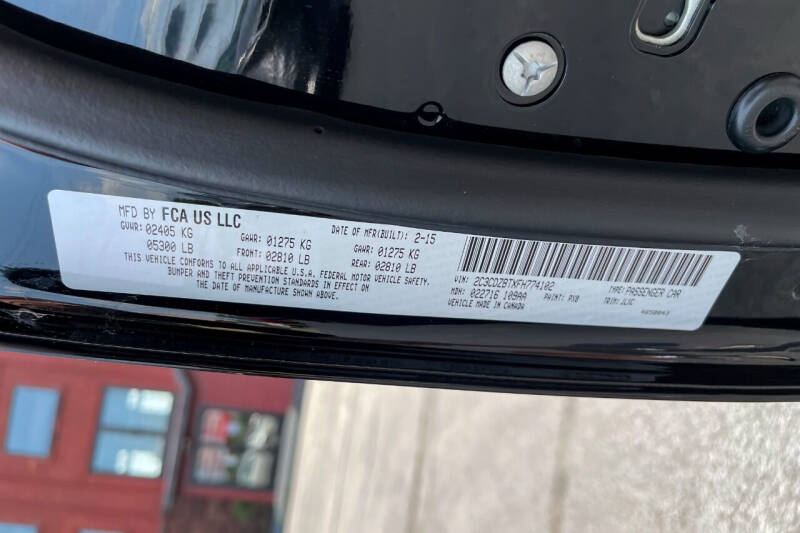 MFD BY FCA US LLC
DATE OF MFR(BUILT): 2-15
GVWR: 02405 KG
05300 LB
GAWR: 01275 KG
FRONT: 02810 LB
GAWR: 01275 KG
REAR: 02810 LB
THIS VEHICLE CONFORMS TO ALL APPLICABLE U.S.A. FEDERAL MOTOR VEHICLE SAFETY,
BUMPER AND THEFT PREVENTION STANDARDS IN EFFECT ON
THE DATE OF MANUFACTURE SHOWN ABOVE.
VIN: 2C3CDZBTXFH774102
TYPE: PASSENGER CAR
MDH: 022716 109AA
PAINT: PX8
TRIM: JLXC
VEHICLE MADE IN CANADA
4850043